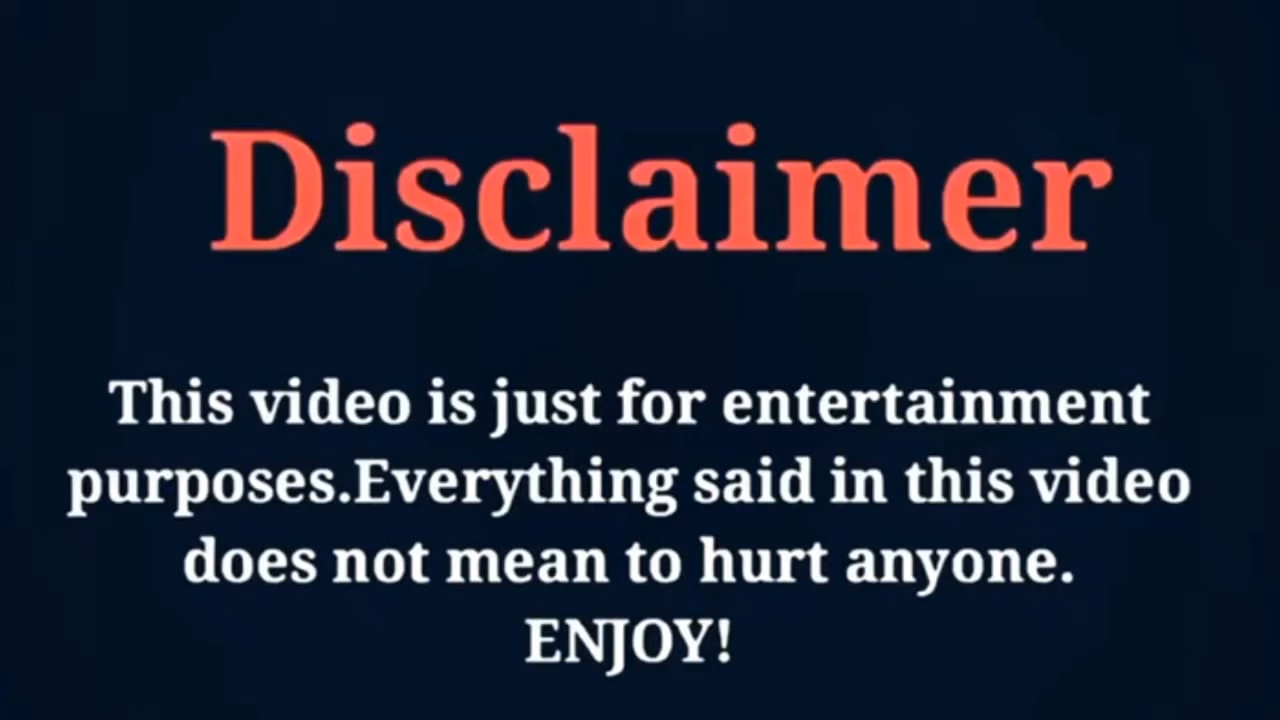 Disclaimer
This video is just for entertainment
purposes.Everything said in this video
does not mean to hurt anyone.
ENJOY!